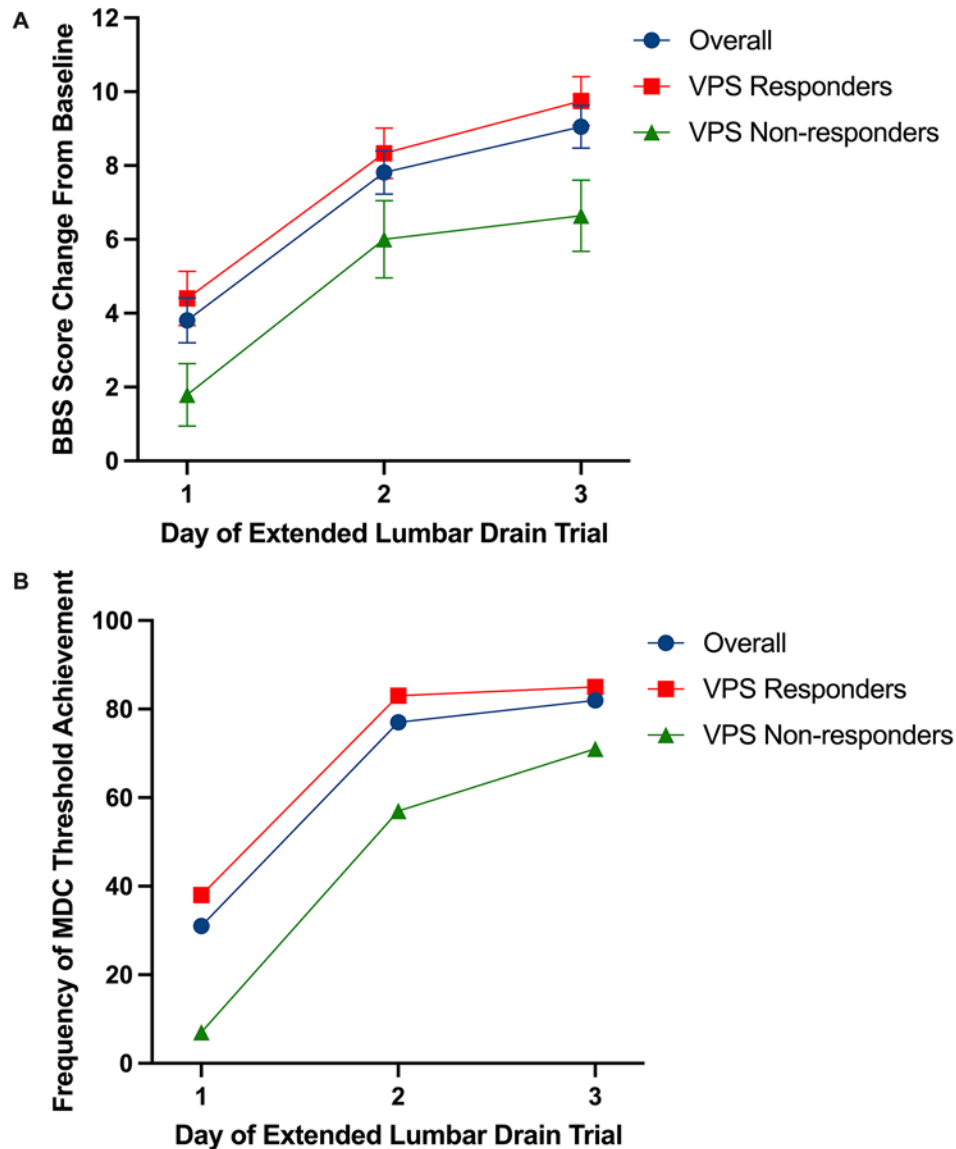 A
BBS Score Change From Baseline
12
10
8
6
4
2
0
1 2 3
Day of Extended Lumbar Drain Trial
Overall
VPS Responders
VPS Non-responders
B
Frequency of MDC Threshold Achievement
100
80
60
40
20
0
1 2 3
Day of Extended Lumbar Drain Trial
Overall
VPS Responders
VPS Non-responders